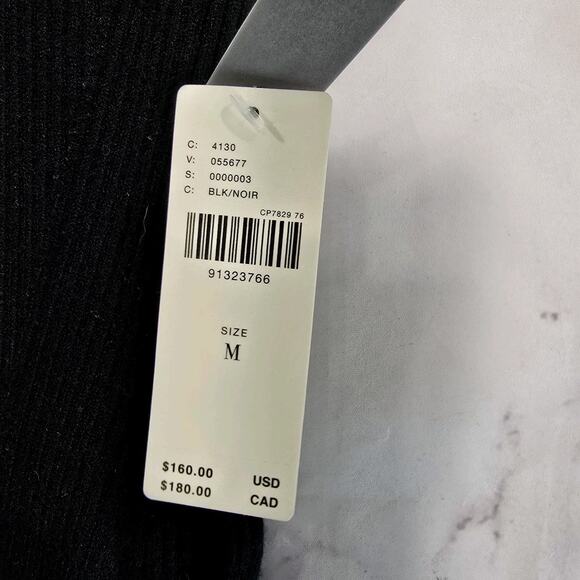 C: 4130
V: 055677
S: 0000003
C: BLK/NOIR
CP7829 76
91323766
SIZE
M
$160.00 USD
$180.00 CAD